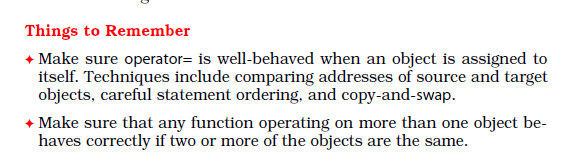 Things to Remember
✦ Make sure operator= is well-behaved when an object is assigned to
itself. Techniques include comparing addresses of source and target
objects, careful statement ordering, and copy-and-swap.
✦ Make sure that any function operating on more than one object be-
haves correctly if two or more of the objects are the same.